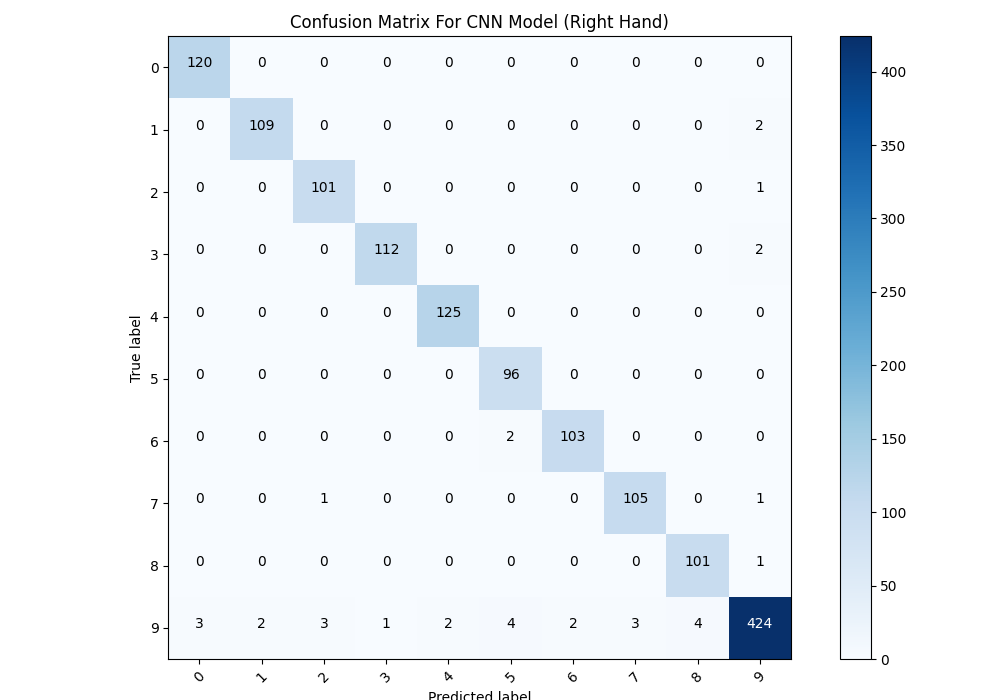 Confusion Matrix For CNN Model (Right Hand)
0 120 0 0 0 0 0 0 0 0 0
1 0 109 0 0 0 0 0 0 0 2
2 0 0 101 0 0 0 0 0 0 1
3 0 0 0 112 0 0 0 0 0 2
4 0 0 0 0 125 0 0 0 0 0
5 0 0 0 0 0 96 0 0 0 0
6 0 0 0 0 0 2 103 0 0 0
7 0 0 1 0 0 0 0 105 0 1
8 0 0 0 0 0 0 0 0 101 1
9 3 2 3 1 2 4 2 3 4 424
0 1 2 3 4 5 6 7 8 9
True label
Predicted label
400
350
300
250
200
150
100
50
0